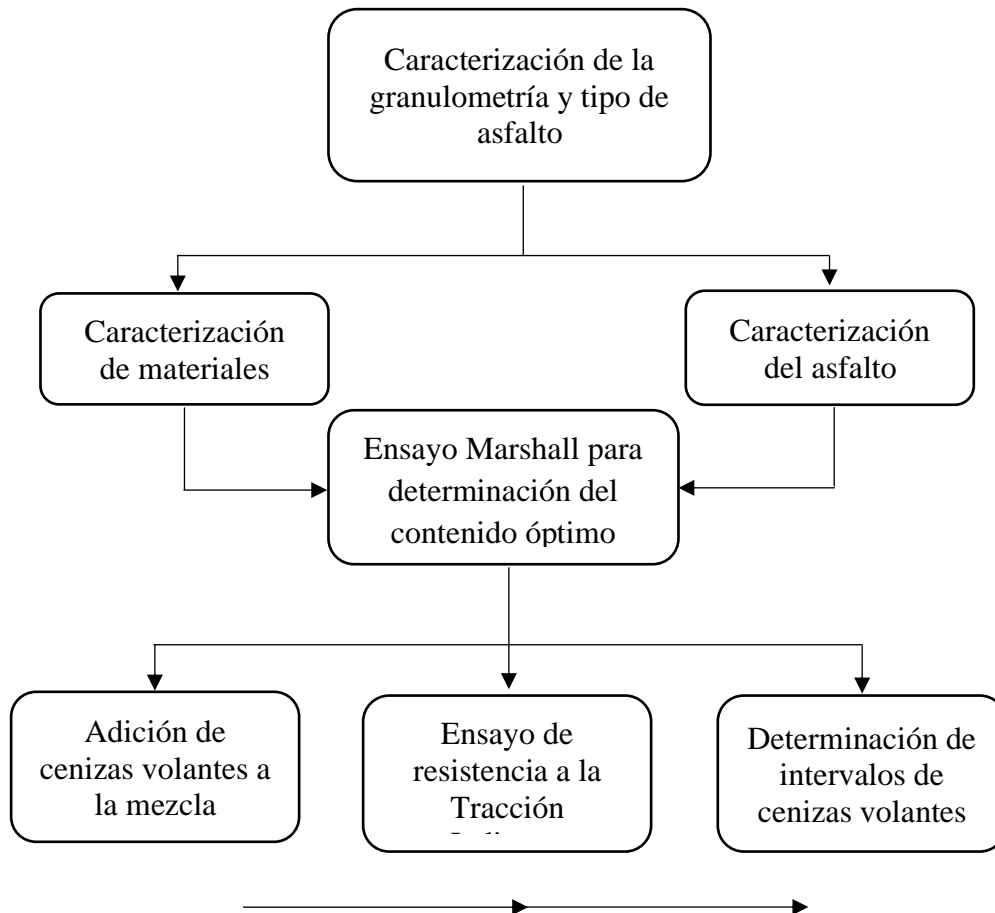 Caracterización de la
granulometría y tipo de
asfalto
Caracterización
de materiales
Caracterización
del asfalto
Ensayo Marshall para
determinación del
contenido óptimo
Adición de
cenizas volantes a
la mezcla
Ensayo de
resistencia a la
Tracción
Determinación de
intervalos de
cenizas volantes